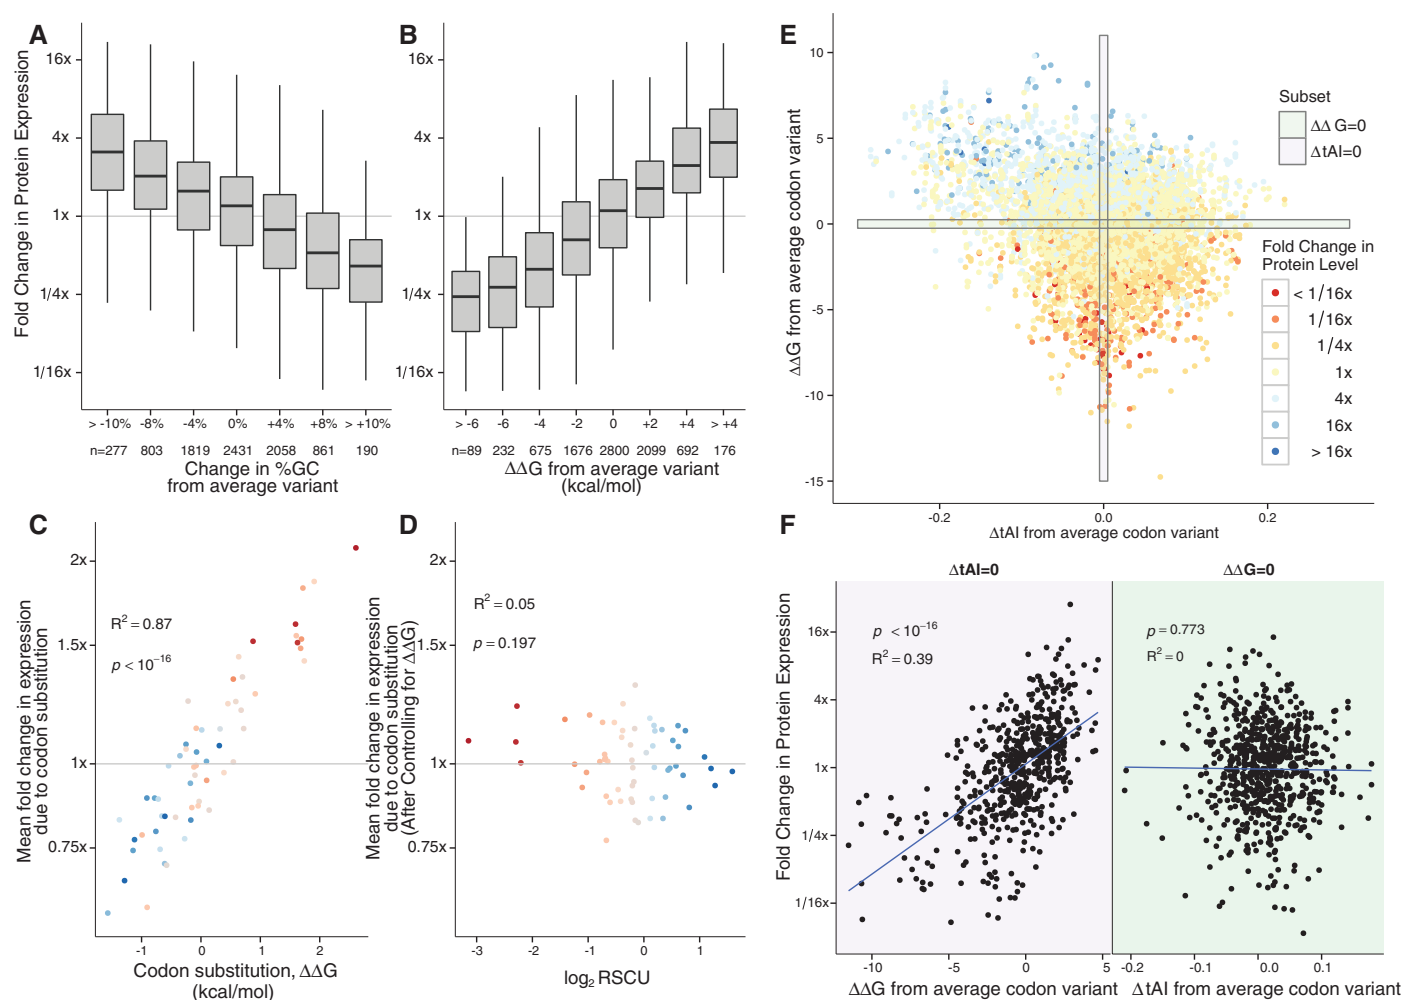 A
Fold Change in Protein Expression
16x
4x
1x
1/4x
1/16x
> -10% -8% -4% 0% +4% +8% > +10%
n=277 803 1819 2431 2058 861 190
Change in %GC
from average variant
B
16x
4x
1x
1/4x
1/16x
> -6 -6 -4 -2 0 +2 +4 > +4
n=89 232 675 1676 2800 2099 692 176
ΔΔG from average variant
(kcal/mol)
C
Mean fold change in expression
due to codon substitution
2x
1.5x
1x
0.75x
R² = 0.87
p < 10⁻¹⁶
-1 0 1 2
Codon substitution, ΔΔG
(kcal/mol)
D
Mean fold change in expression
due to codon substitution
(After Controlling for ΔΔG)
2x
1.5x
1x
0.75x
R² = 0.05
p = 0.197
-3 -2 -1 0 1
log₂ RSCU
E
ΔΔG from average codon variant
10
5
0
-5
-10
-15
-0.2 0.0 0.2
ΔtAI from average codon variant
Subset
ΔΔ G=0
ΔtAI=0
Fold Change in
Protein Level
< 1/16x
1/16x
1/4x
1x
4x
16x
> 16x
F
Fold Change in Protein Expression
16x
4x
1x
1/4x
1/16x
ΔtAI=0
p < 10⁻¹⁶
R² = 0.39
-10 -5 0 5
ΔΔG from average codon variant
ΔΔG=0
p = 0.773
R² = 0
-0.2 -0.1 0.0 0.1
ΔtAI from average codon variant